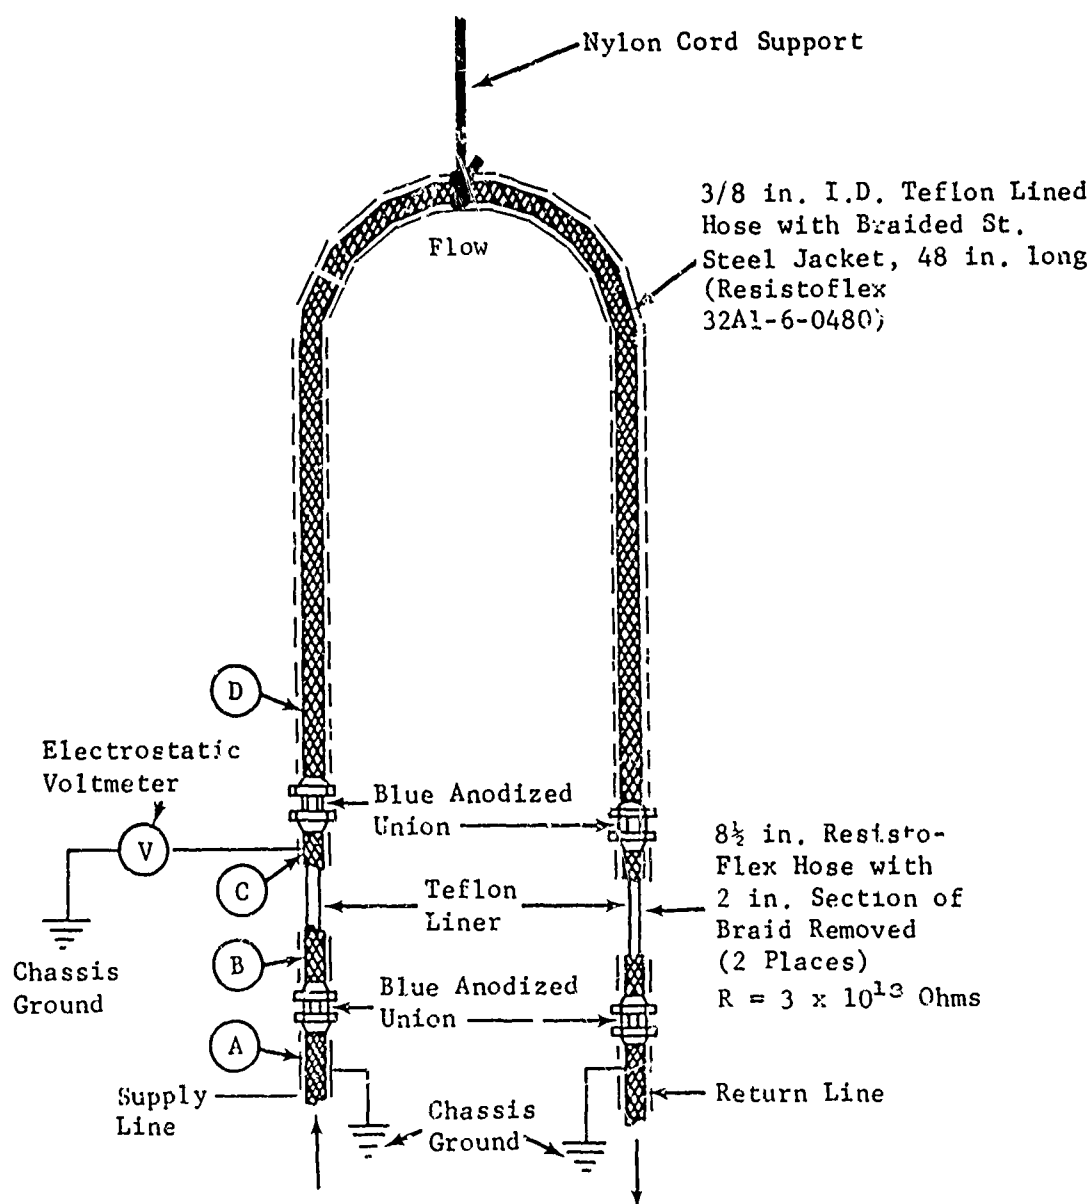 Nylon Cord Support
3/8 in. I.D. Teflon Lined
Hose with Braided St.
Steel Jacket, 48 in. long
(Resistoflex
32A1-6-0480)
Flow
D
Electrostatic
Voltmeter
V
C
Blue Anodized
Union
8½ in. Resisto-
Flex Hose with
2 in. Section of
Braid Removed
(2 Places)
R = 3 x 10¹³ Ohms
Teflon
Liner
Chassis
Ground
B
Blue Anodized
Union
A
Supply
Line
Chassis
Ground
Return Line